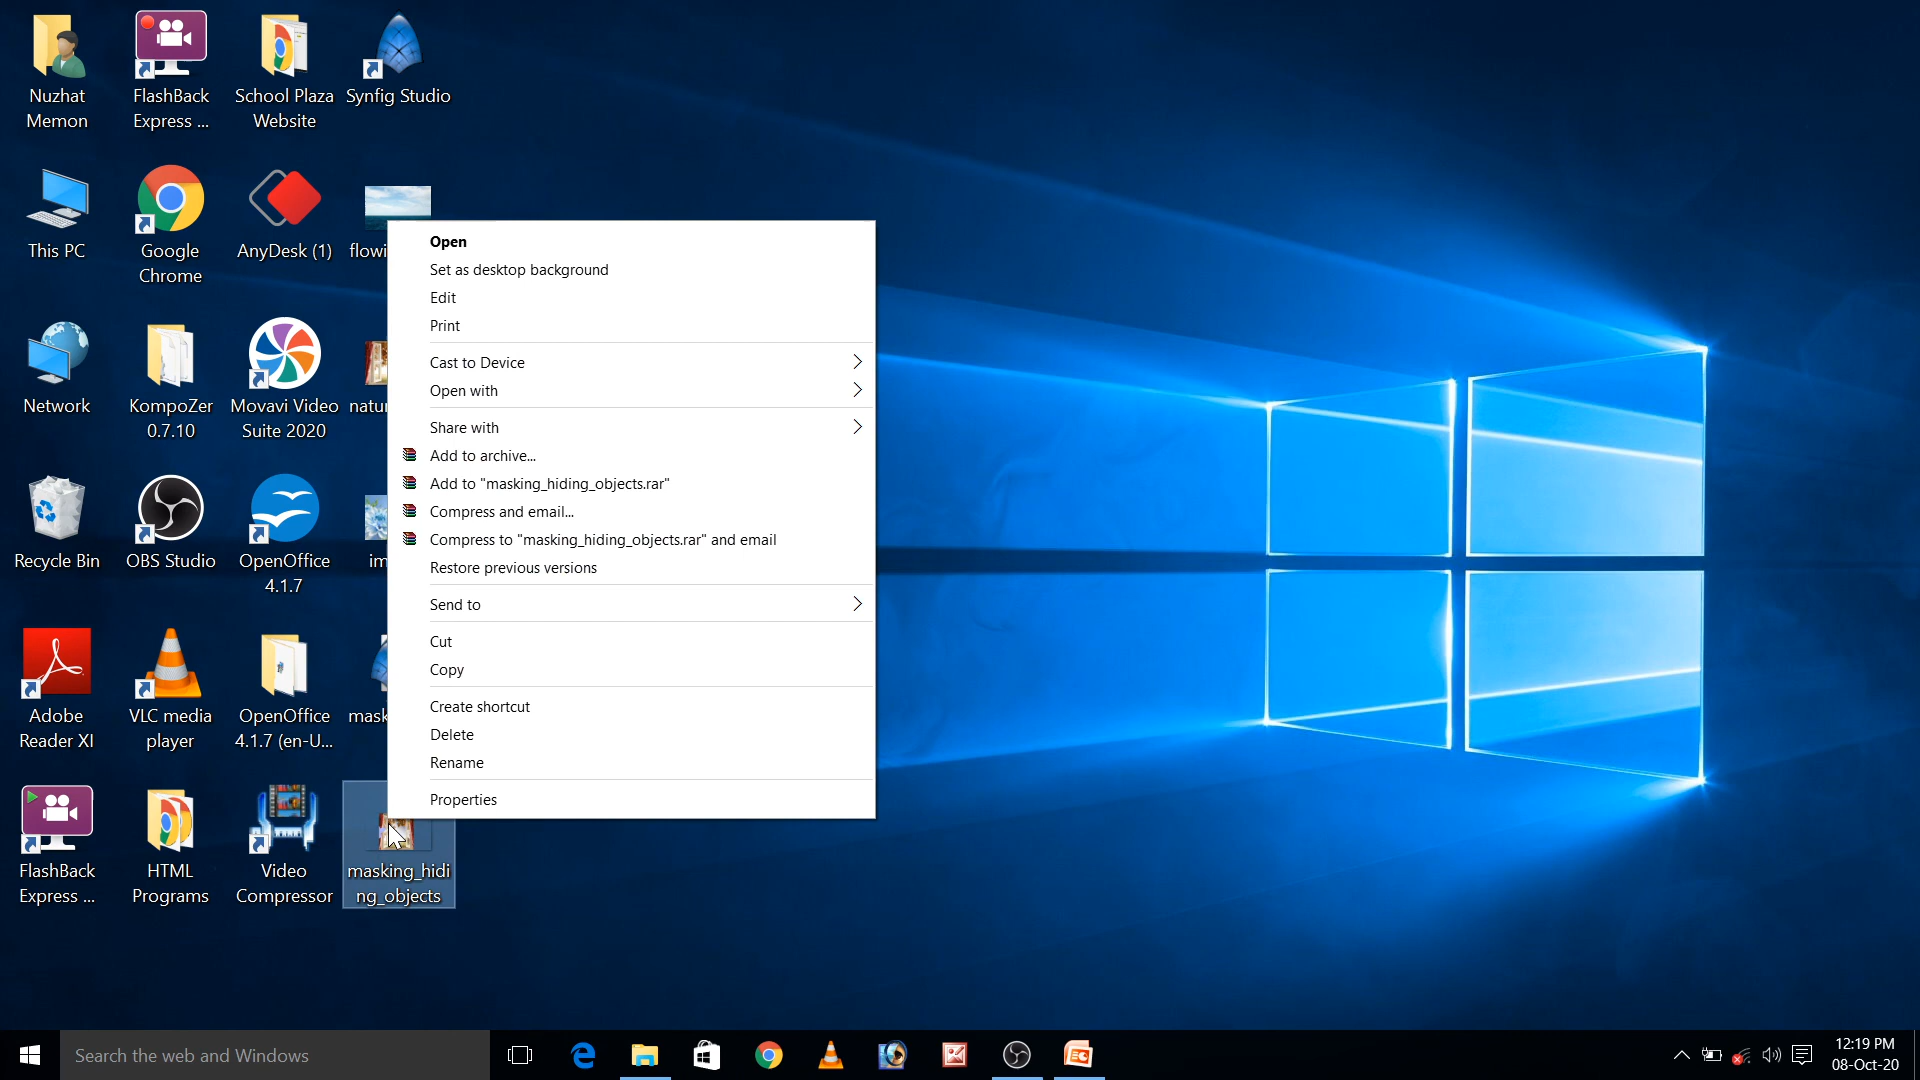 Nuzhat
Memon
FlashBack
Express ...
School Plaza
Website
Synfig Studio
This PC
Google
Chrome
AnyDesk (1)
flowi
Network
KompoZer
0.7.10
Movavi Video
Suite 2020
natur
Recycle Bin
OBS Studio
OpenOffice
4.1.7
im
Adobe
Reader XI
VLC media
player
OpenOffice
4.1.7 (en-U...
mask
FlashBack
Express ...
HTML
Programs
Video
Compressor
masking_hidi
ng_objects
Open
Set as desktop background
Edit
Print
Cast to Device
Open with
Share with
Add to archive...
Add to "masking_hiding_objects.rar"
Compress and email...
Compress to "masking_hiding_objects.rar" and email
Restore previous versions
Send to
Cut
Copy
Create shortcut
Delete
Rename
Properties
Search the web and Windows
12:19 PM
08-Oct-20